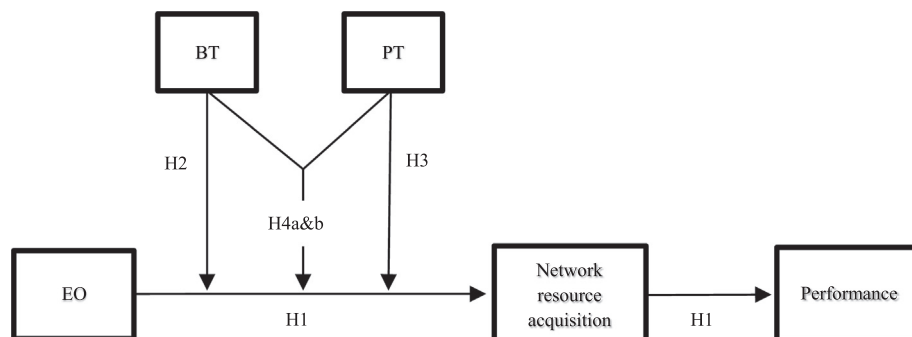 BT
PT
H2
H3
H4a&b
EO
Network
resource
acquisition
Performance
H1
H1